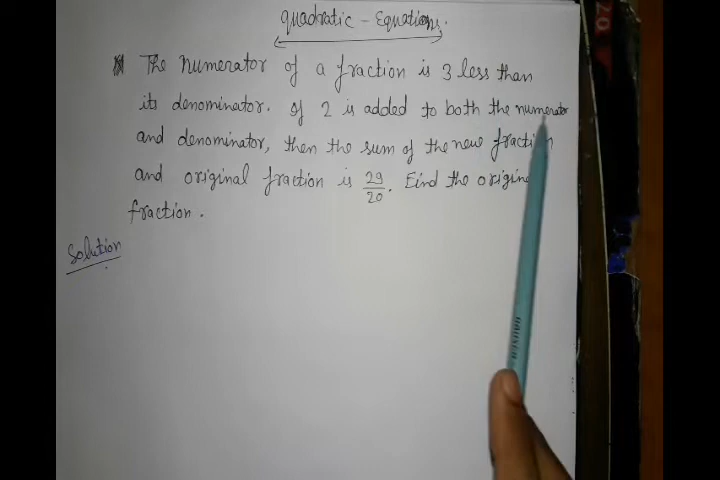 quadratic - Equations.
The numerator of a fraction is 3 less than
its denominator. If 2 is added to both the numerator
and denominator, then the sum of the new fraction
and original fraction is 29/20. Find the origin
fraction.
Solution